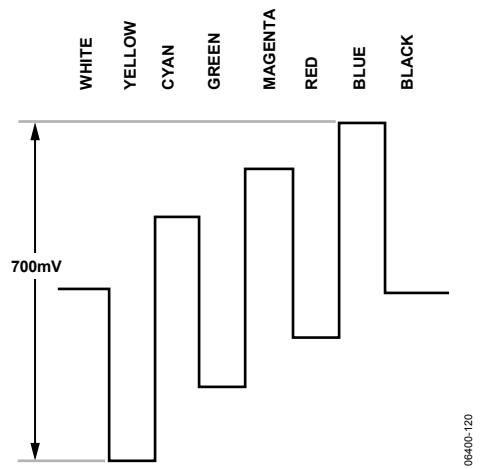 WHITE
YELLOW
CYAN
GREEN
MAGENTA
RED
BLUE
BLACK
700mV
06400-120